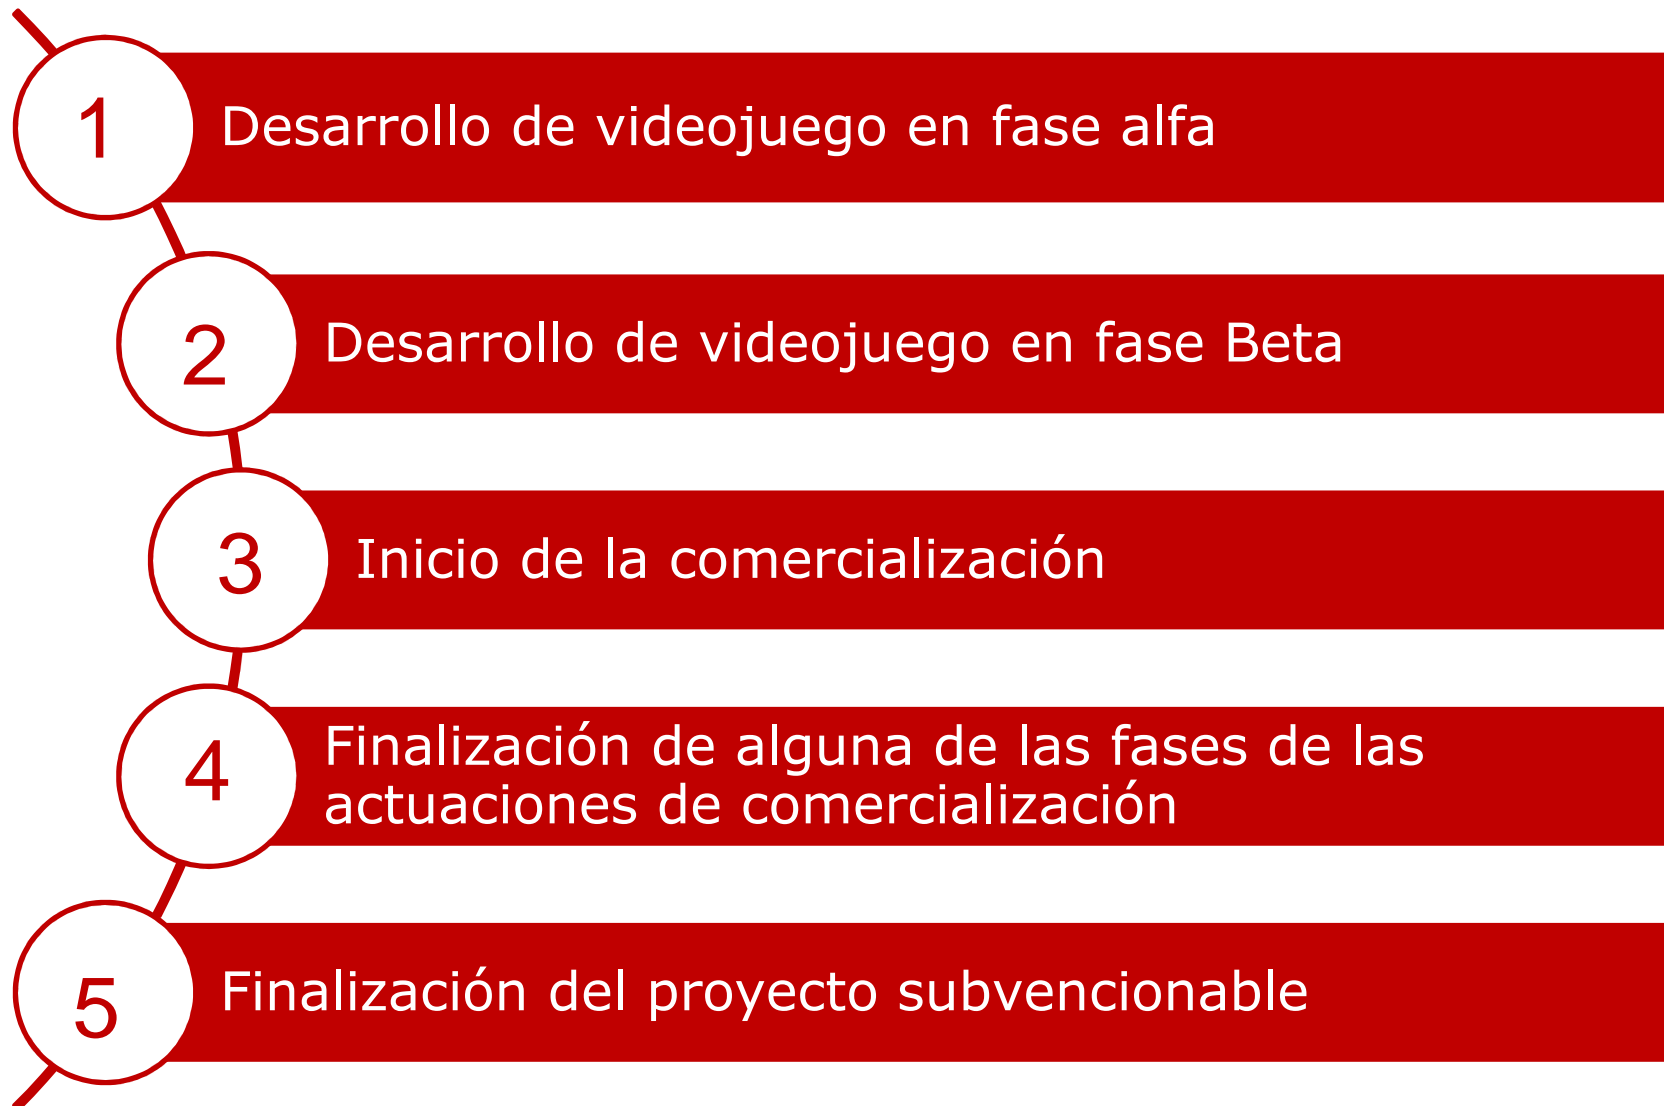 1
Desarrollo de videojuego en fase alfa
2
Desarrollo de videojuego en fase Beta
3
Inicio de la comercialización
4
Finalización de alguna de las fases de las
actuaciones de comercialización
5
Finalización del proyecto subvencionable